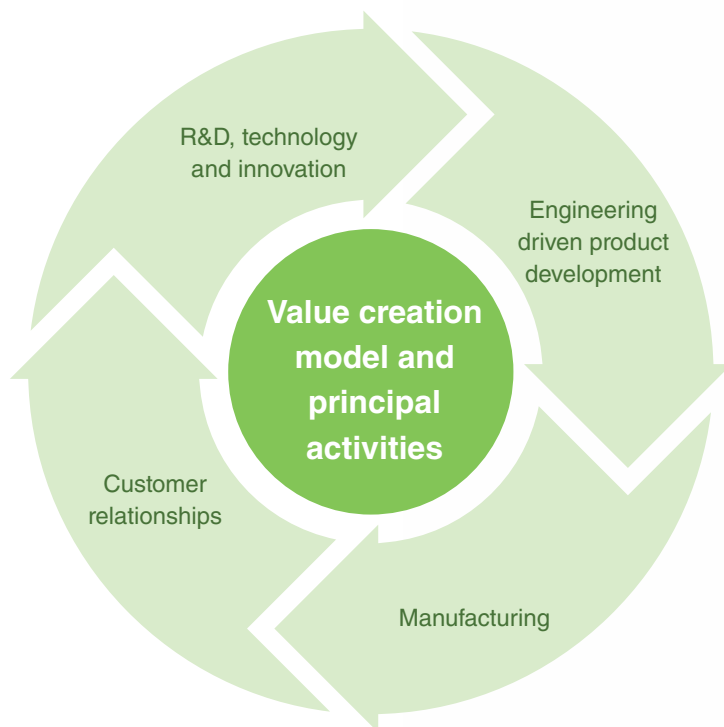 R&D, technology
and innovation
Engineering
driven product
development
Value creation
model and
principal
activities
Customer
relationships
Manufacturing